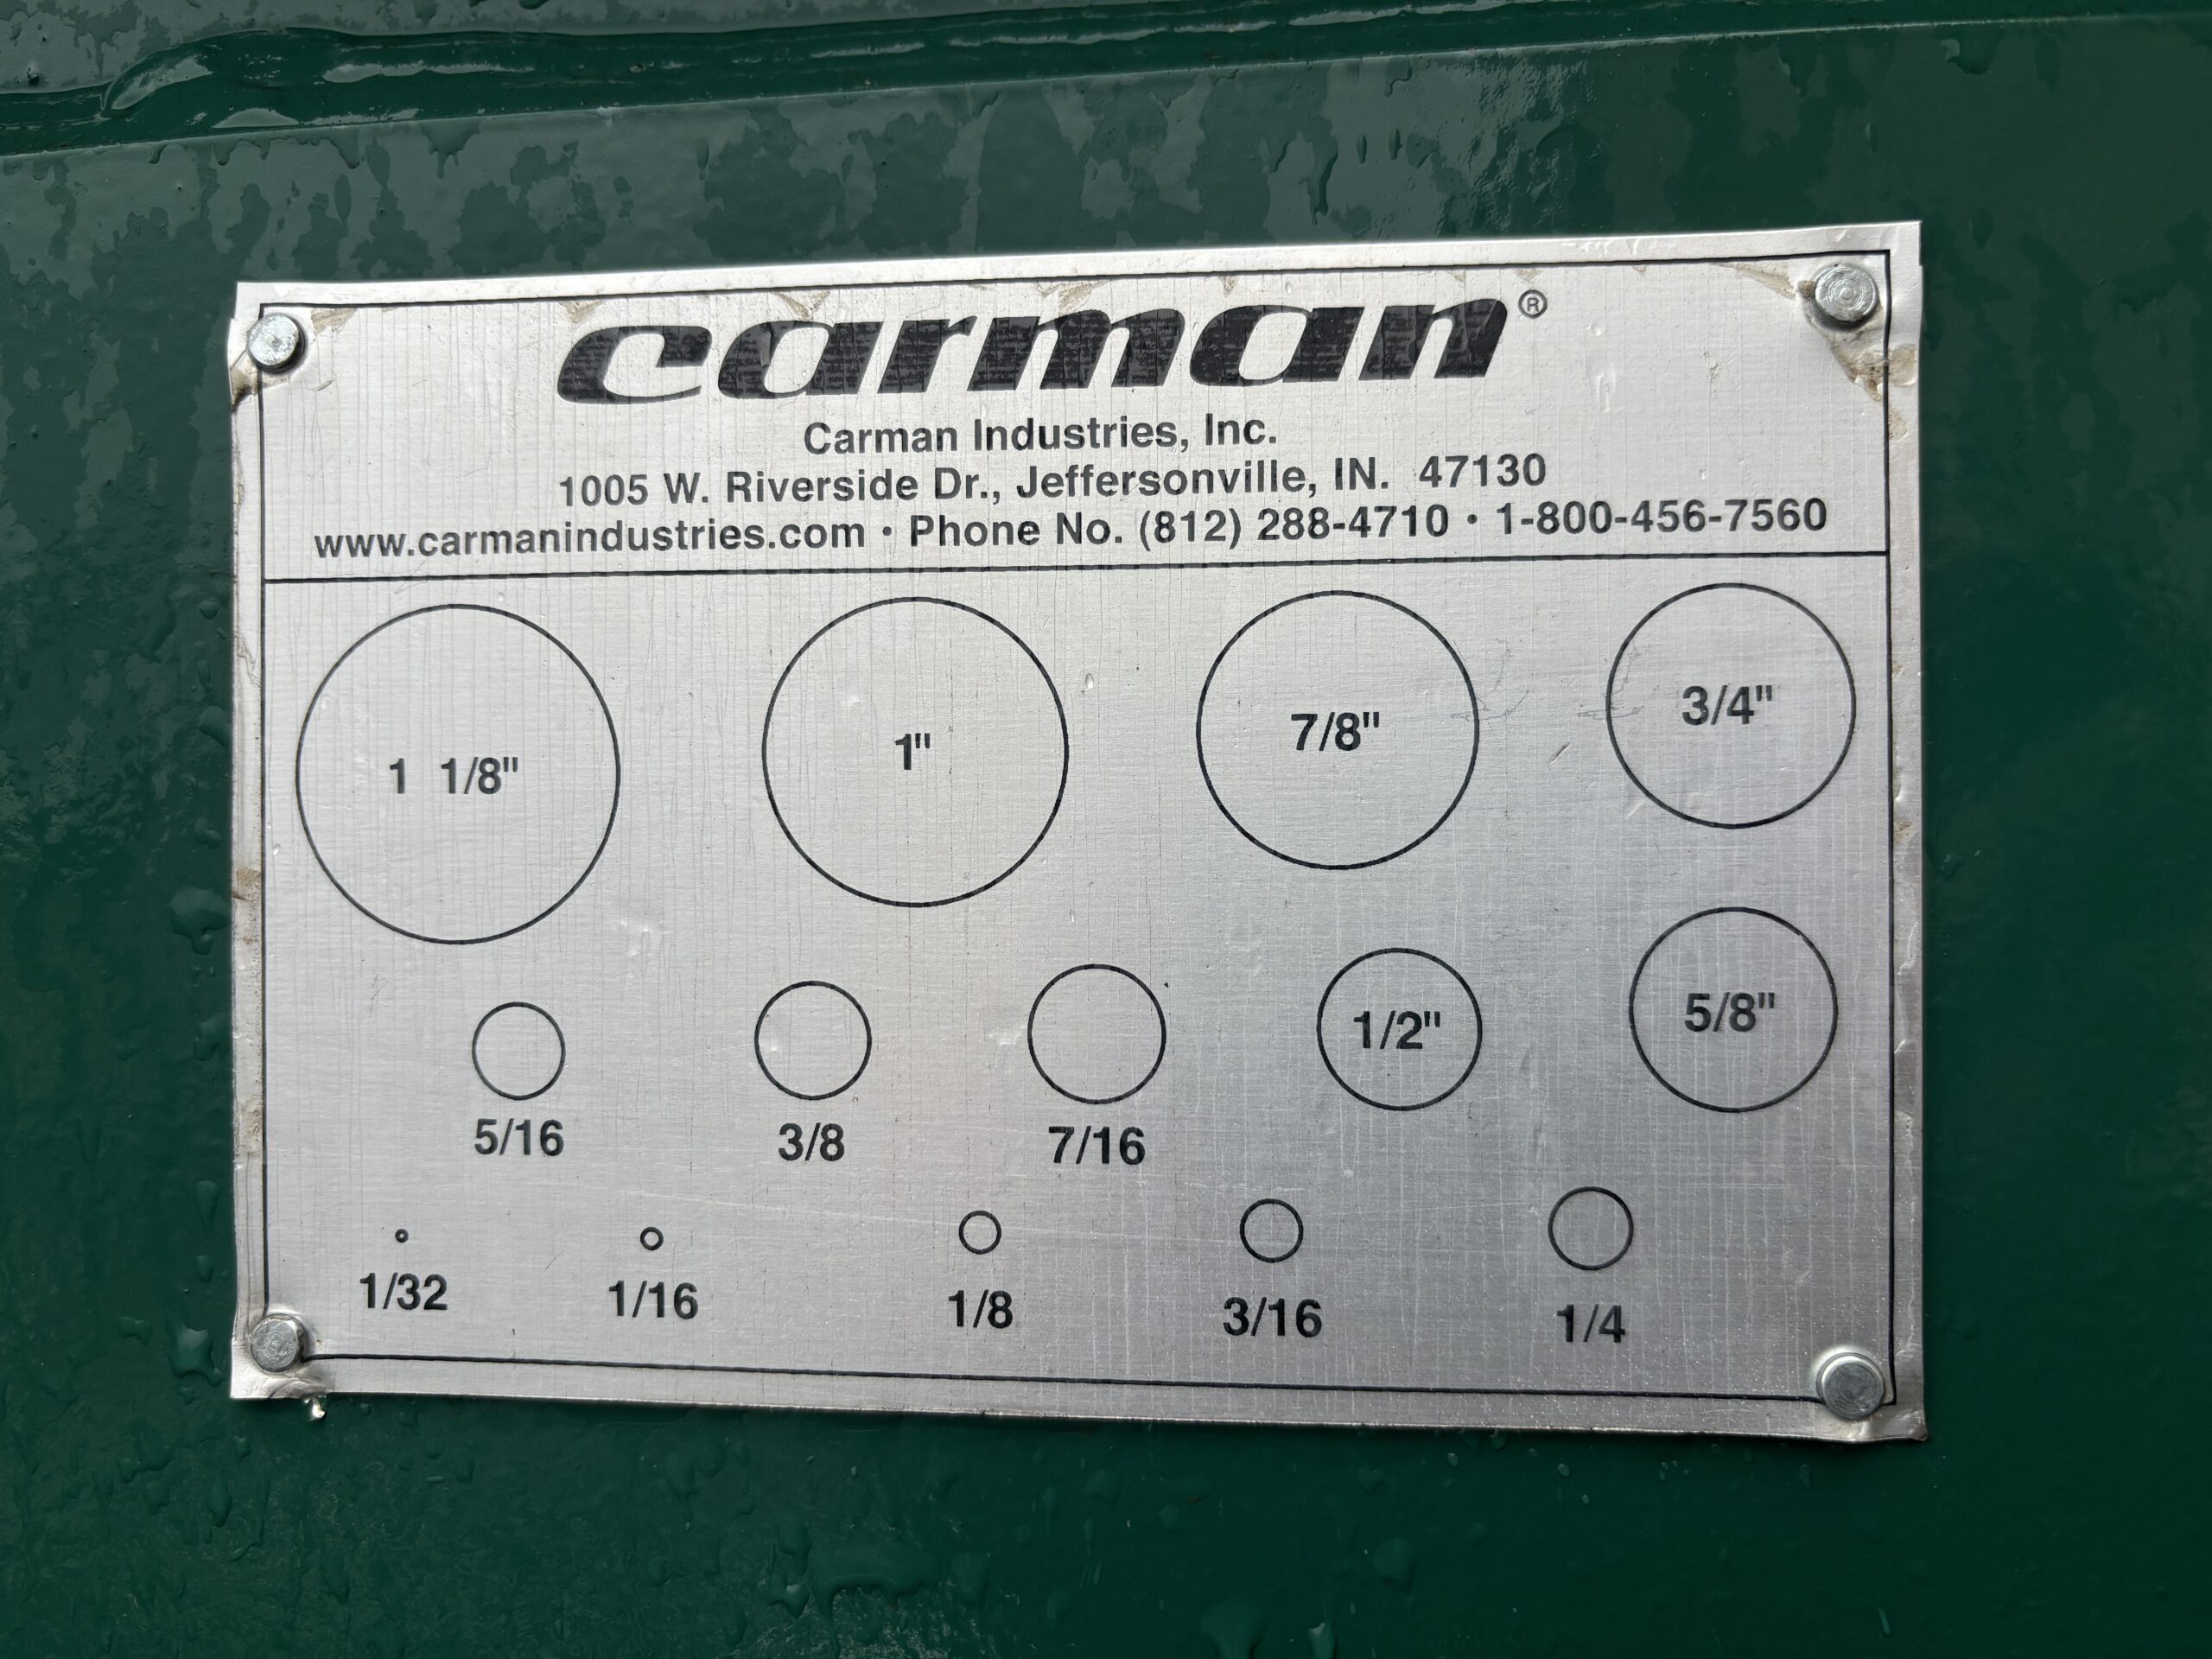 carman®
Carman Industries, Inc.
1005 W. Riverside Dr., Jeffersonville, IN. 47130
www.carmanindustries.com • Phone No. (812) 288-4710 • 1-800-456-7560
1 1/8" 1" 7/8" 3/4"
5/16 3/8 7/16 1/2" 5/8"
1/32 1/16 1/8 3/16 1/4